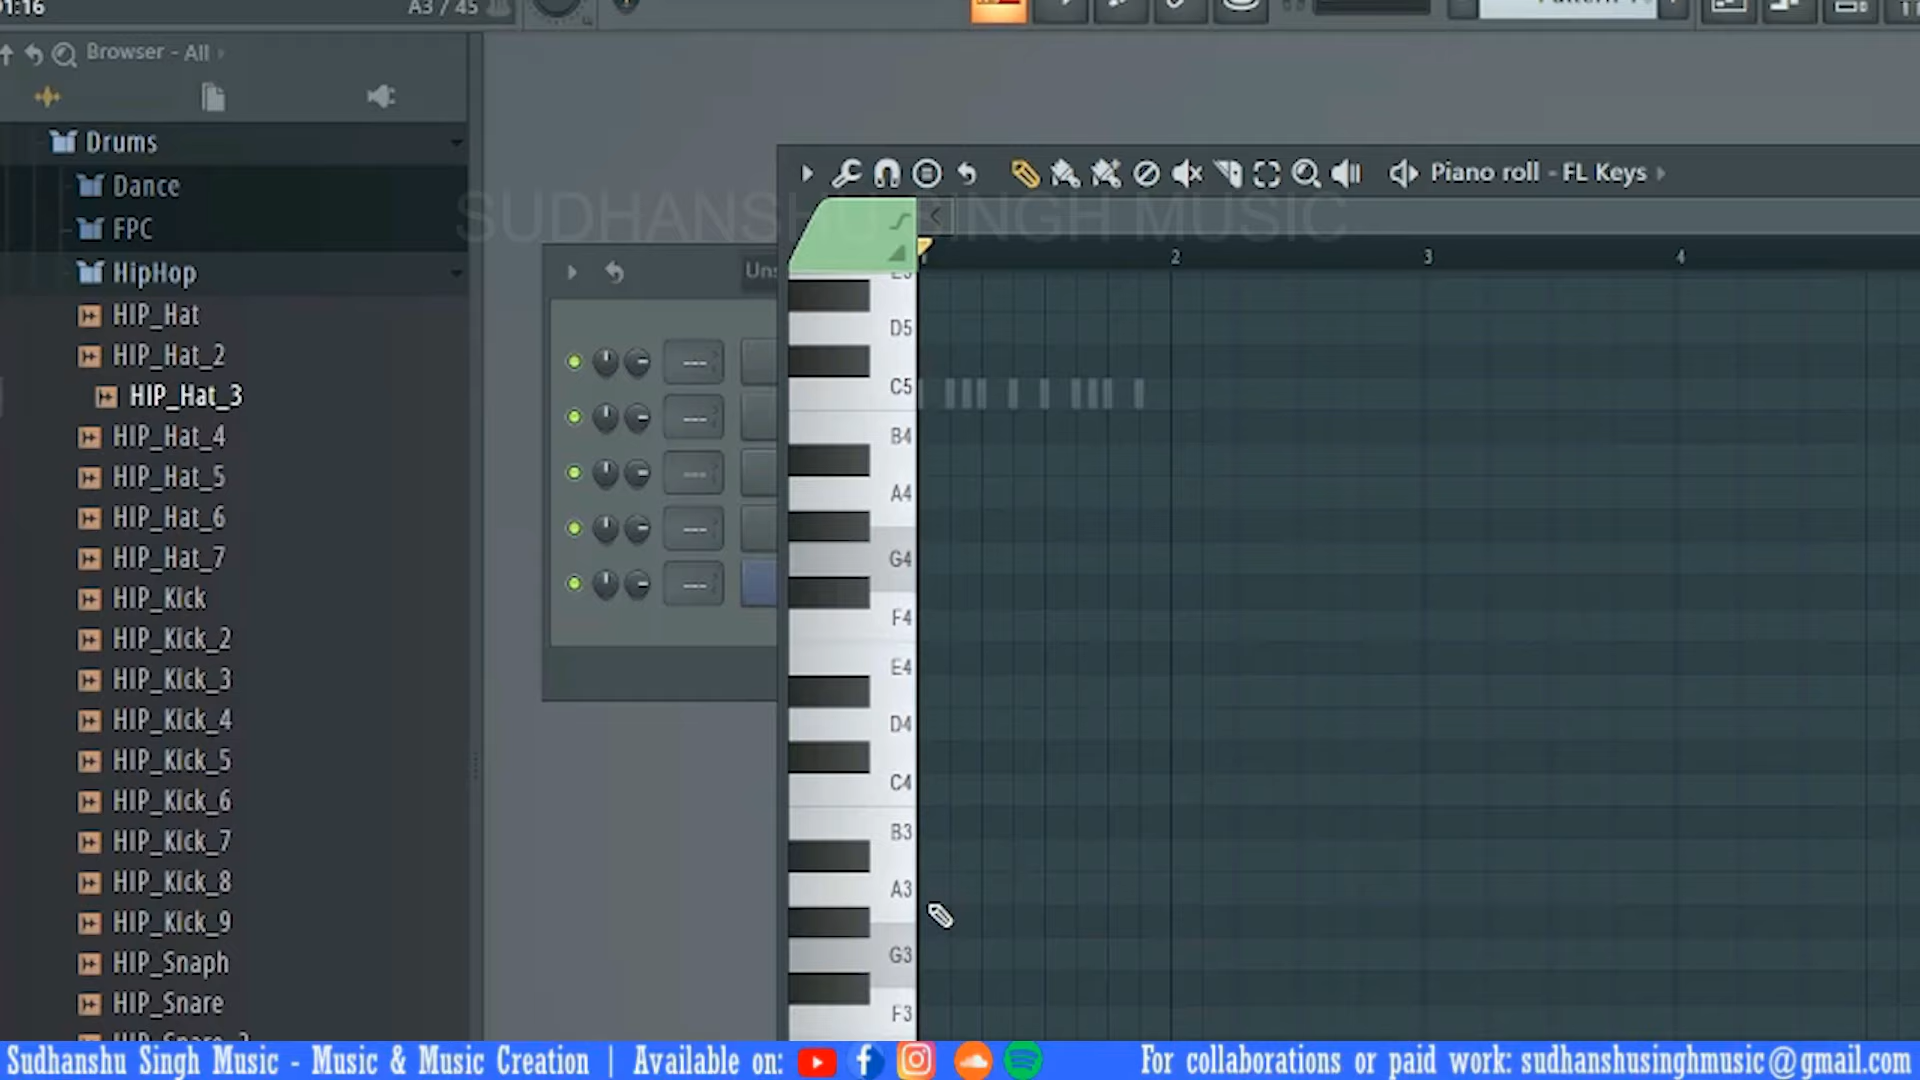 1:16
A3 / 45
Browser - All
Drums
Dance
FPC
HipHop
HIP_Hat
HIP_Hat_2
HIP_Hat_3
HIP_Hat_4
HIP_Hat_5
HIP_Hat_6
HIP_Hat_7
HIP_Kick
HIP_Kick_2
HIP_Kick_3
HIP_Kick_4
HIP_Kick_5
HIP_Kick_6
HIP_Kick_7
HIP_Kick_8
HIP_Kick_9
HIP_Snaph
HIP_Snare
Piano roll - FL Keys
SUDHANSHU SINGH MUSIC
Uns
2 3 4
D5
C5
B4
A4
G4
F4
E4
D4
C4
B3
A3
G3
F3
Sudhanshu Singh Music - Music & Music Creation | Available on: For collaborations or paid work: sudhanshusinghmusic@gmail.com